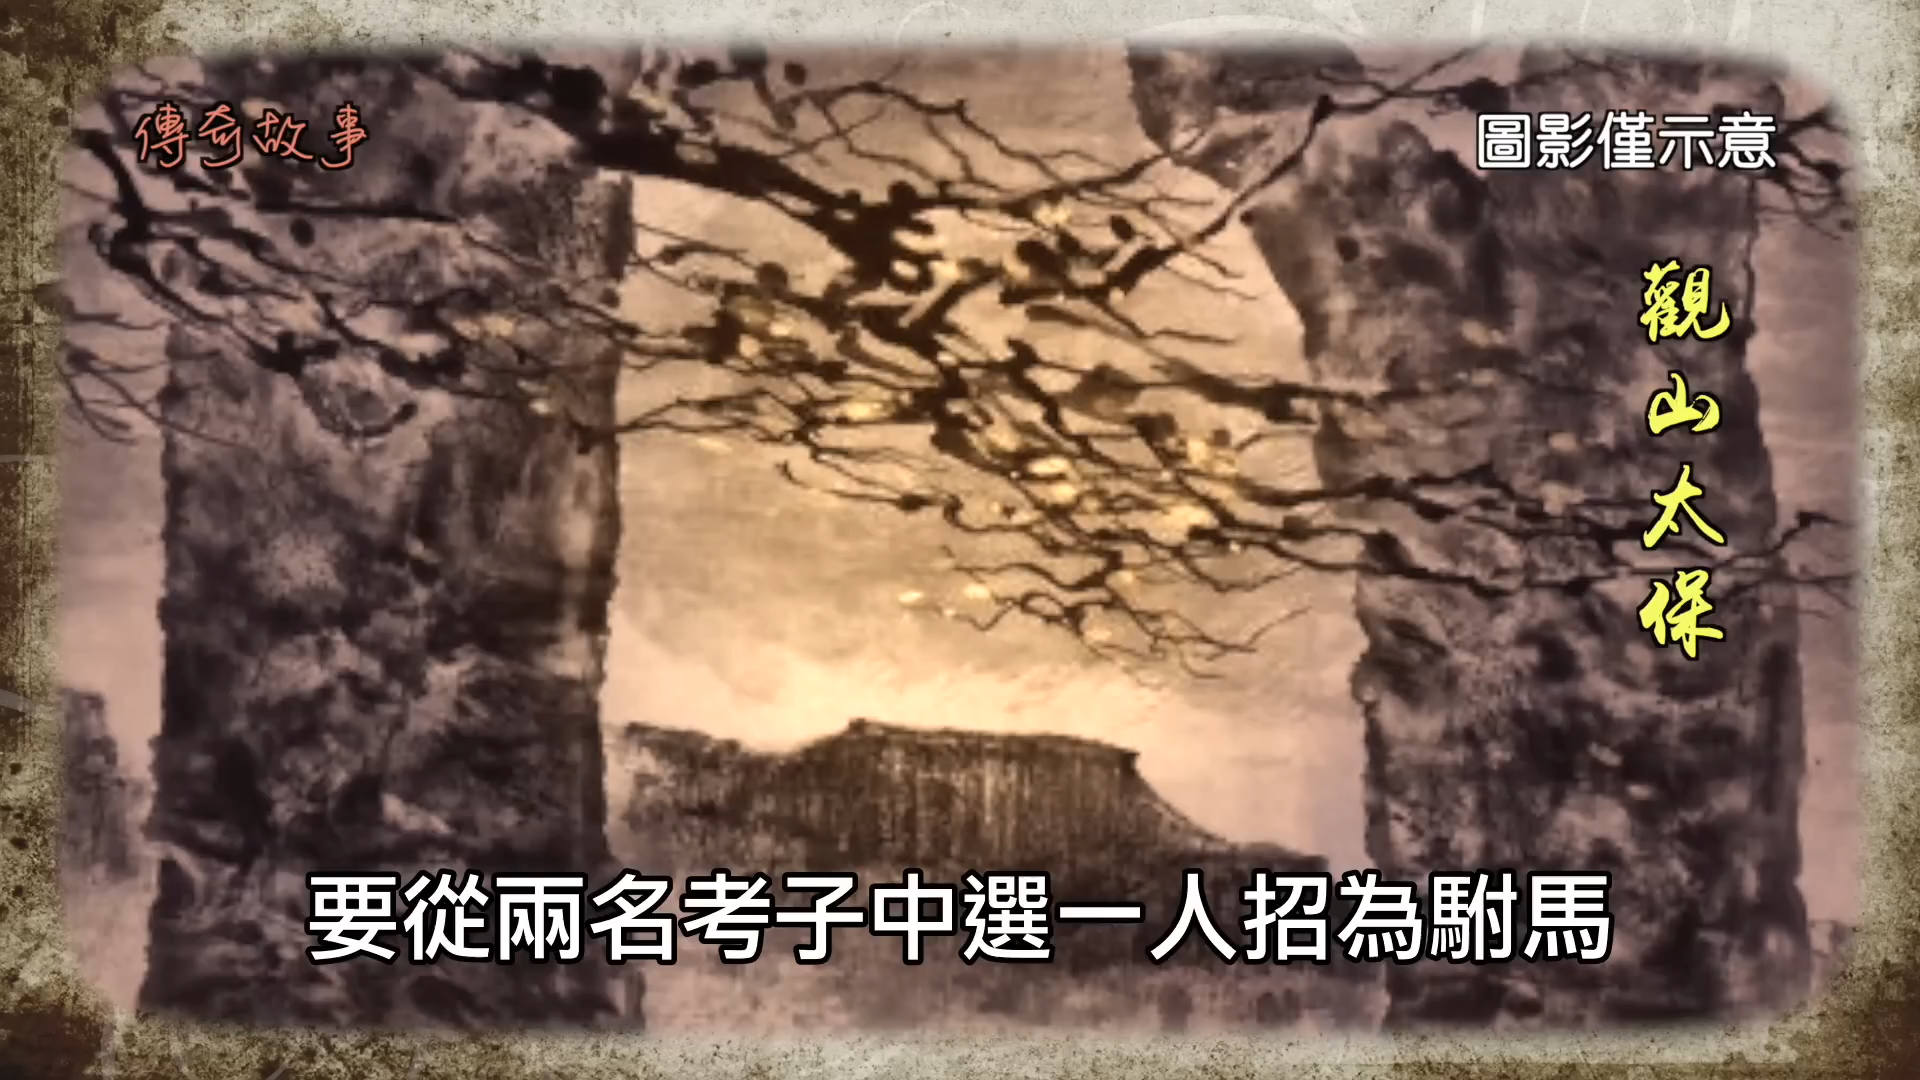 傳奇故事
圖影僅示意
觀山太保
要從兩名考子中選一人招為駙馬